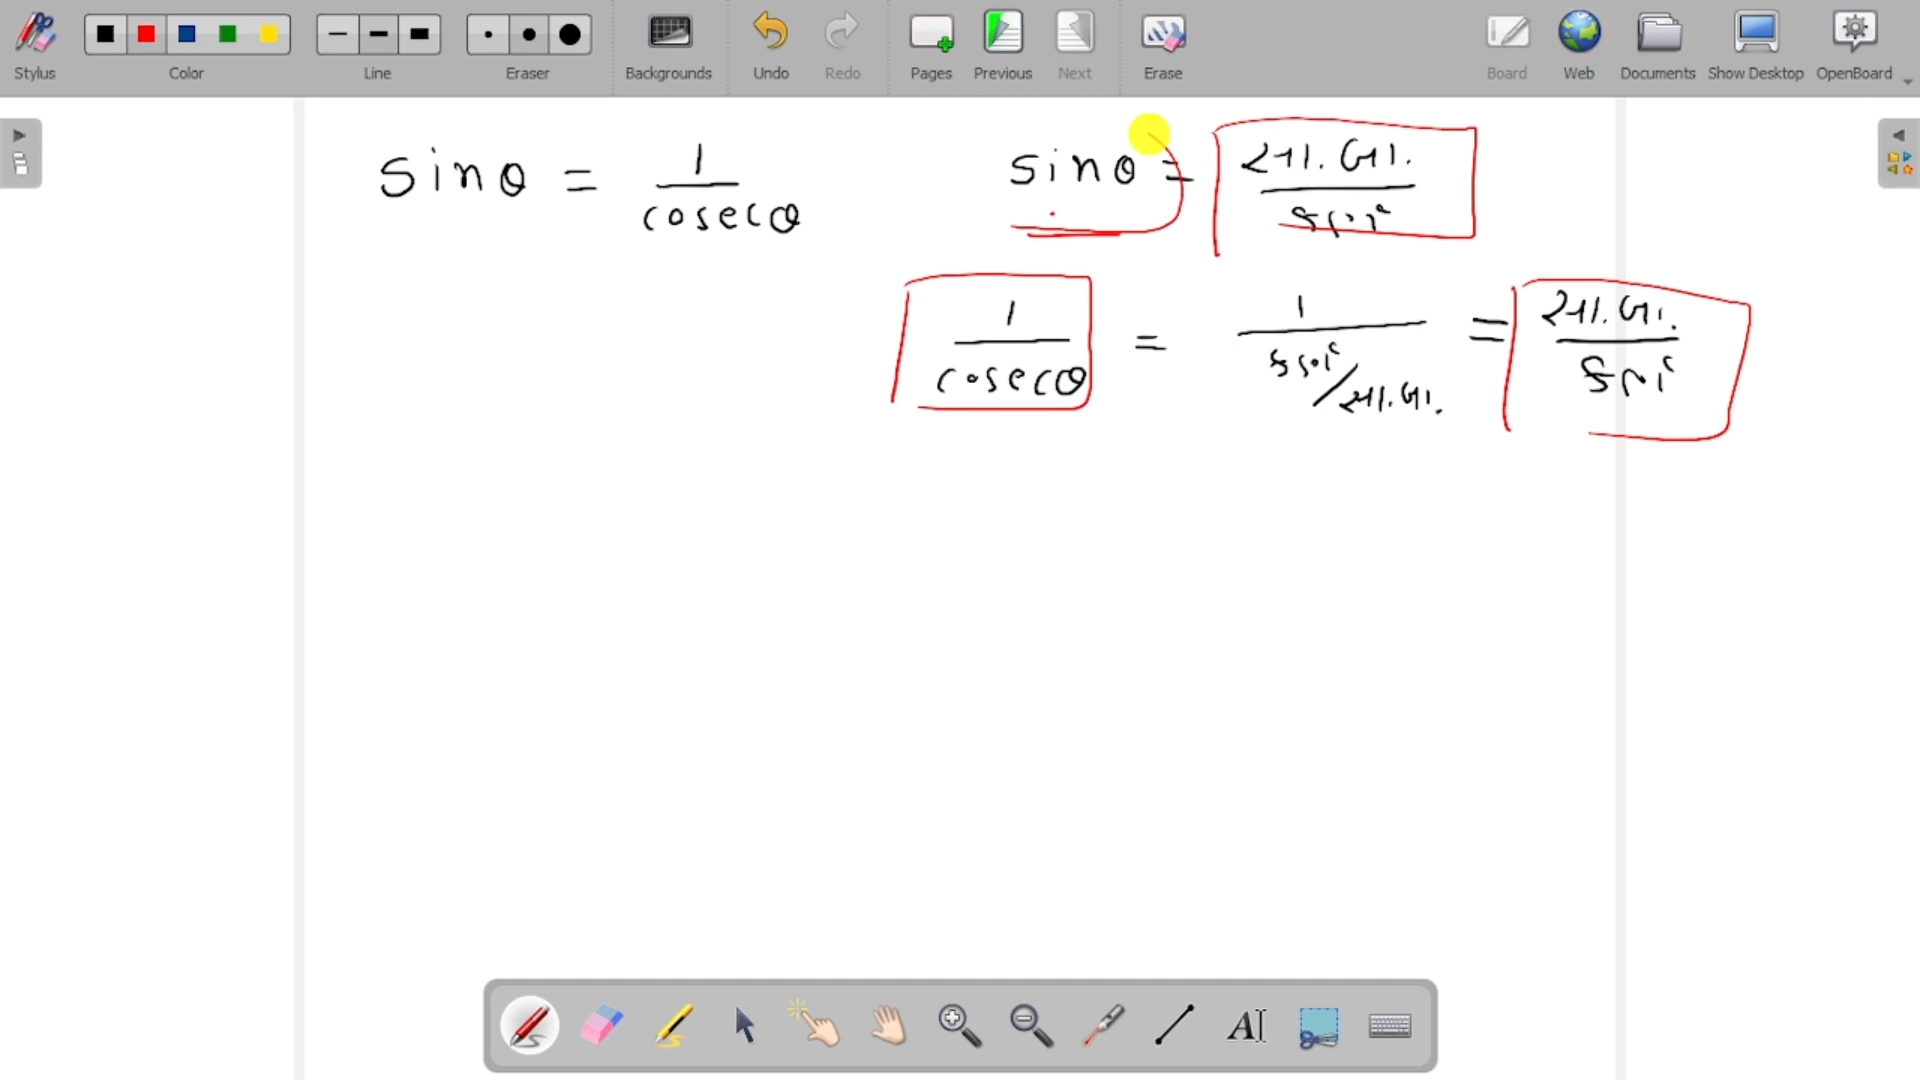 Stylus Color Line Eraser Backgrounds Undo Redo Pages Previous Next Erase Board Web Documents Show Desktop OpenBoard
sinθ = 1/cosecθ
sinθ = સા.બા./કર્ણ
1/cosecθ = 1/(કર્ણ/સા.બા.) = સા.બા./કર્ણ